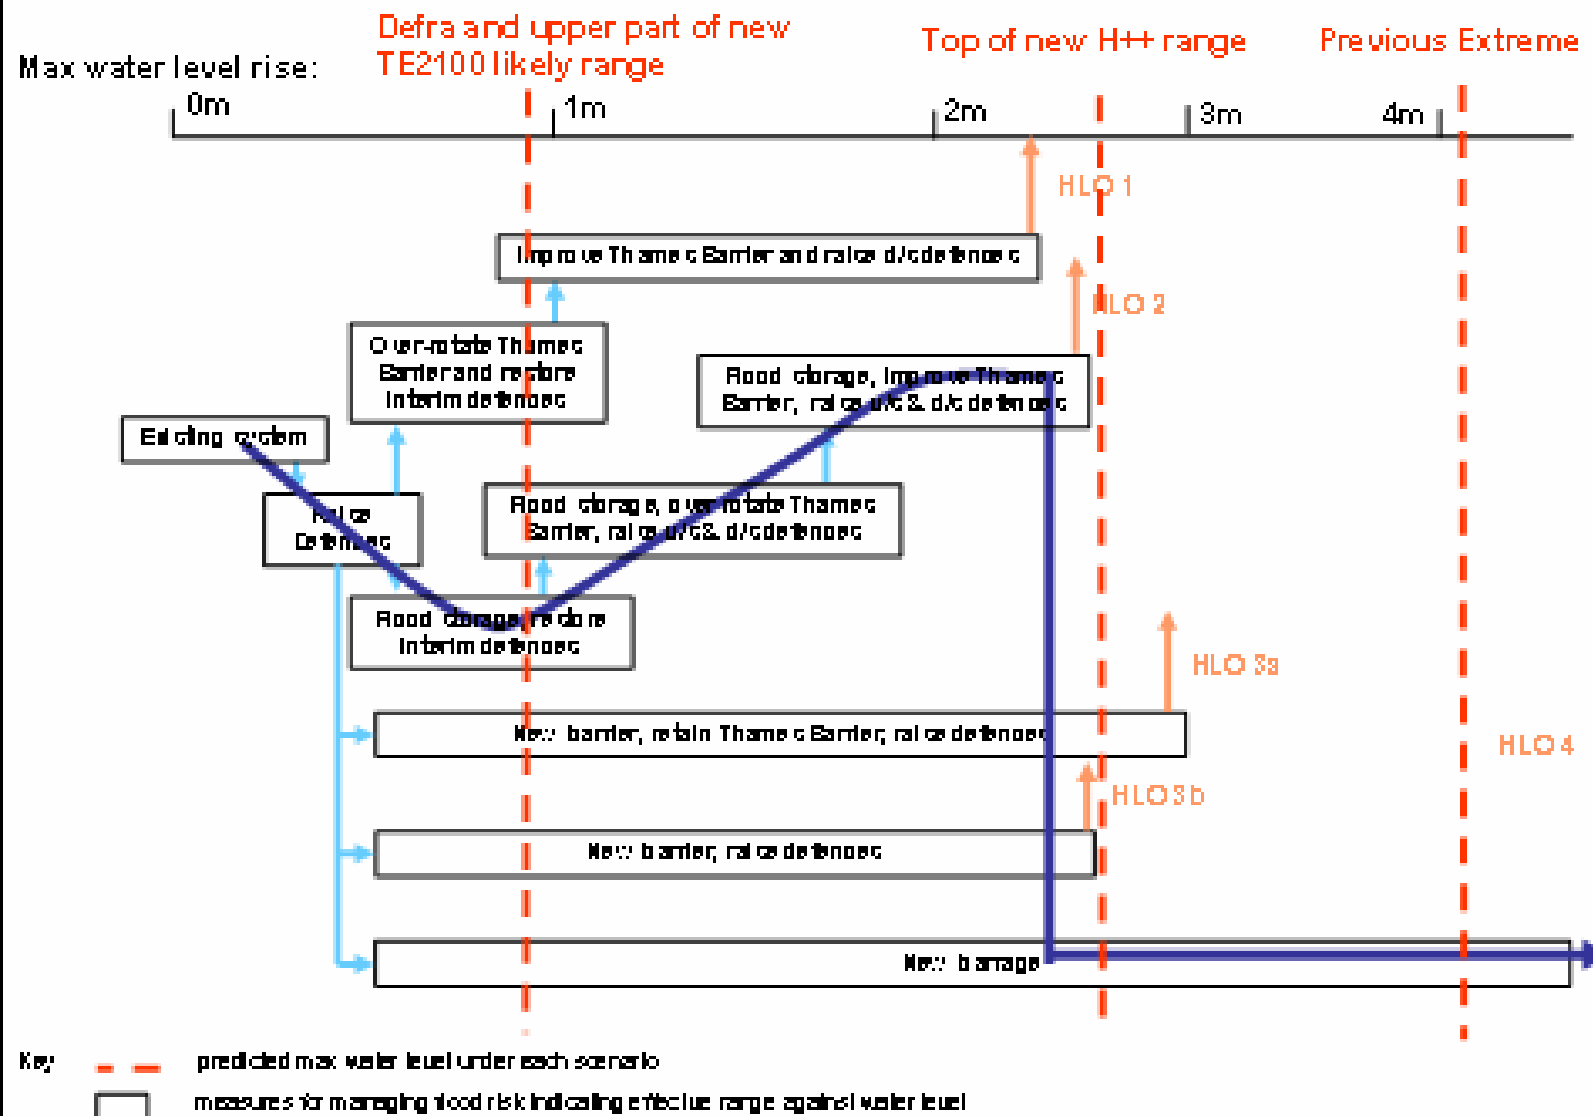 Defra and upper part of new
TE2100 likely range
Top of new H++ range
Previous Extreme
Max water level rise:
0m
1m
2m
3m
4m
HLO 1
Improve Thames Barrier and raise d/s defences
HLO 2
Over-rotate Thames
Barrier and restore
interim defences
Flood storage, improve Thames
Barrier, raise u/s & d/s defences
Existing system
Raise
Defences
Flood storage, over rotate Thames
Barrier, raise u/s & d/s defences
Flood storage, restore
interim defences
HLO 3a
New barrier, retain Thames Barrier, raise defences
HLO 4
HLO 3b
New barrier, raise defences
New barrage
Key
predicted max water level under each scenario
measures for managing flood risk indicating effective range against water level